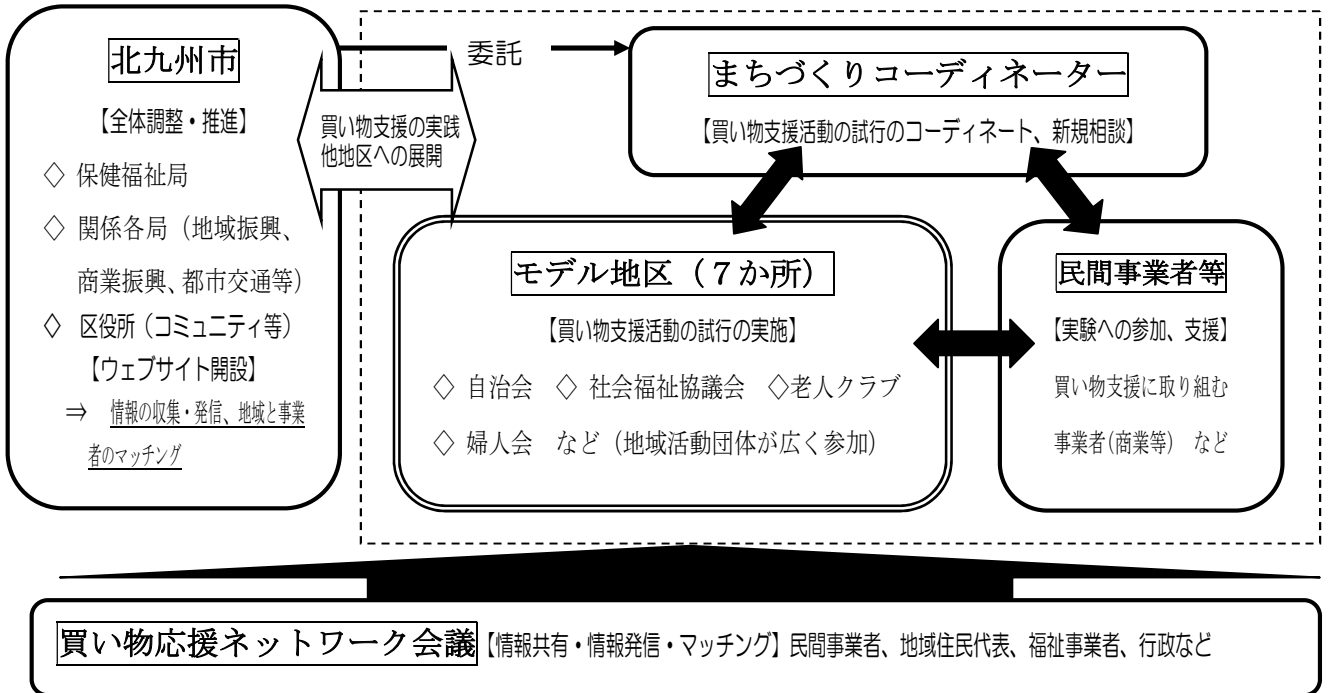 北九州市
【全体調整・推進】
◇ 保健福祉局
◇ 関係各局（地域振興、
商業振興、都市交通等）
◇ 区役所（コミュニティ等）
【ウェブサイト開設】
⇒ 情報の収集・発信、地域と事業
者のマッチング
委託
買い物支援の実践
他地区への展開
まちづくりコーディネーター
【買い物支援活動の試行のコーディネート、新規相談】
モデル地区（７か所）
【買い物支援活動の試行の実施】
◇ 自治会 ◇ 社会福祉協議会 ◇老人クラブ
◇ 婦人会 など（地域活動団体が広く参加）
民間事業者等
【実験への参加、支援】
買い物支援に取り組む
事業者(商業等) など
買い物応援ネットワーク会議【情報共有・情報発信・マッチング】民間事業者、地域住民代表、福祉事業者、行政など